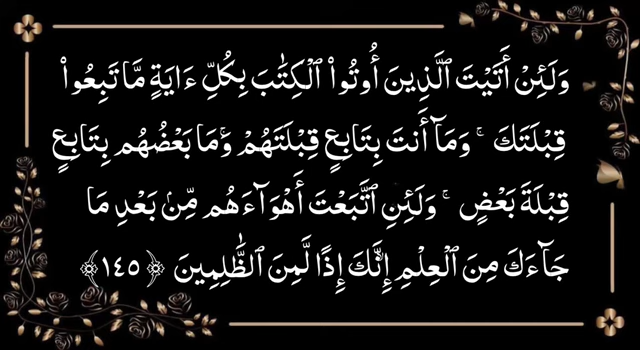 وَلَئِنْ أَتَيْتَ ٱلَّذِينَ أُوتُوا۟ ٱلْكِتَٰبَ بِكُلِّ ءَايَةٍ مَّا تَبِعُوا۟
قِبْلَتَكَ ۚ وَمَآ أَنتَ بِتَابِعٍ قِبْلَتَهُمْ وَمَا بَعْضُهُم بِتَابِعٍ
قِبْلَةَ بَعْضٍ ۚ وَلَئِنِ ٱتَّبَعْتَ أَهْوَآءَهُم مِّنۢ بَعْدِ مَا
جَآءَكَ مِنَ ٱلْعِلْمِ إِنَّكَ إِذًا لَّمِنَ ٱلظَّٰلِمِينَ ﴿١٤٥﴾